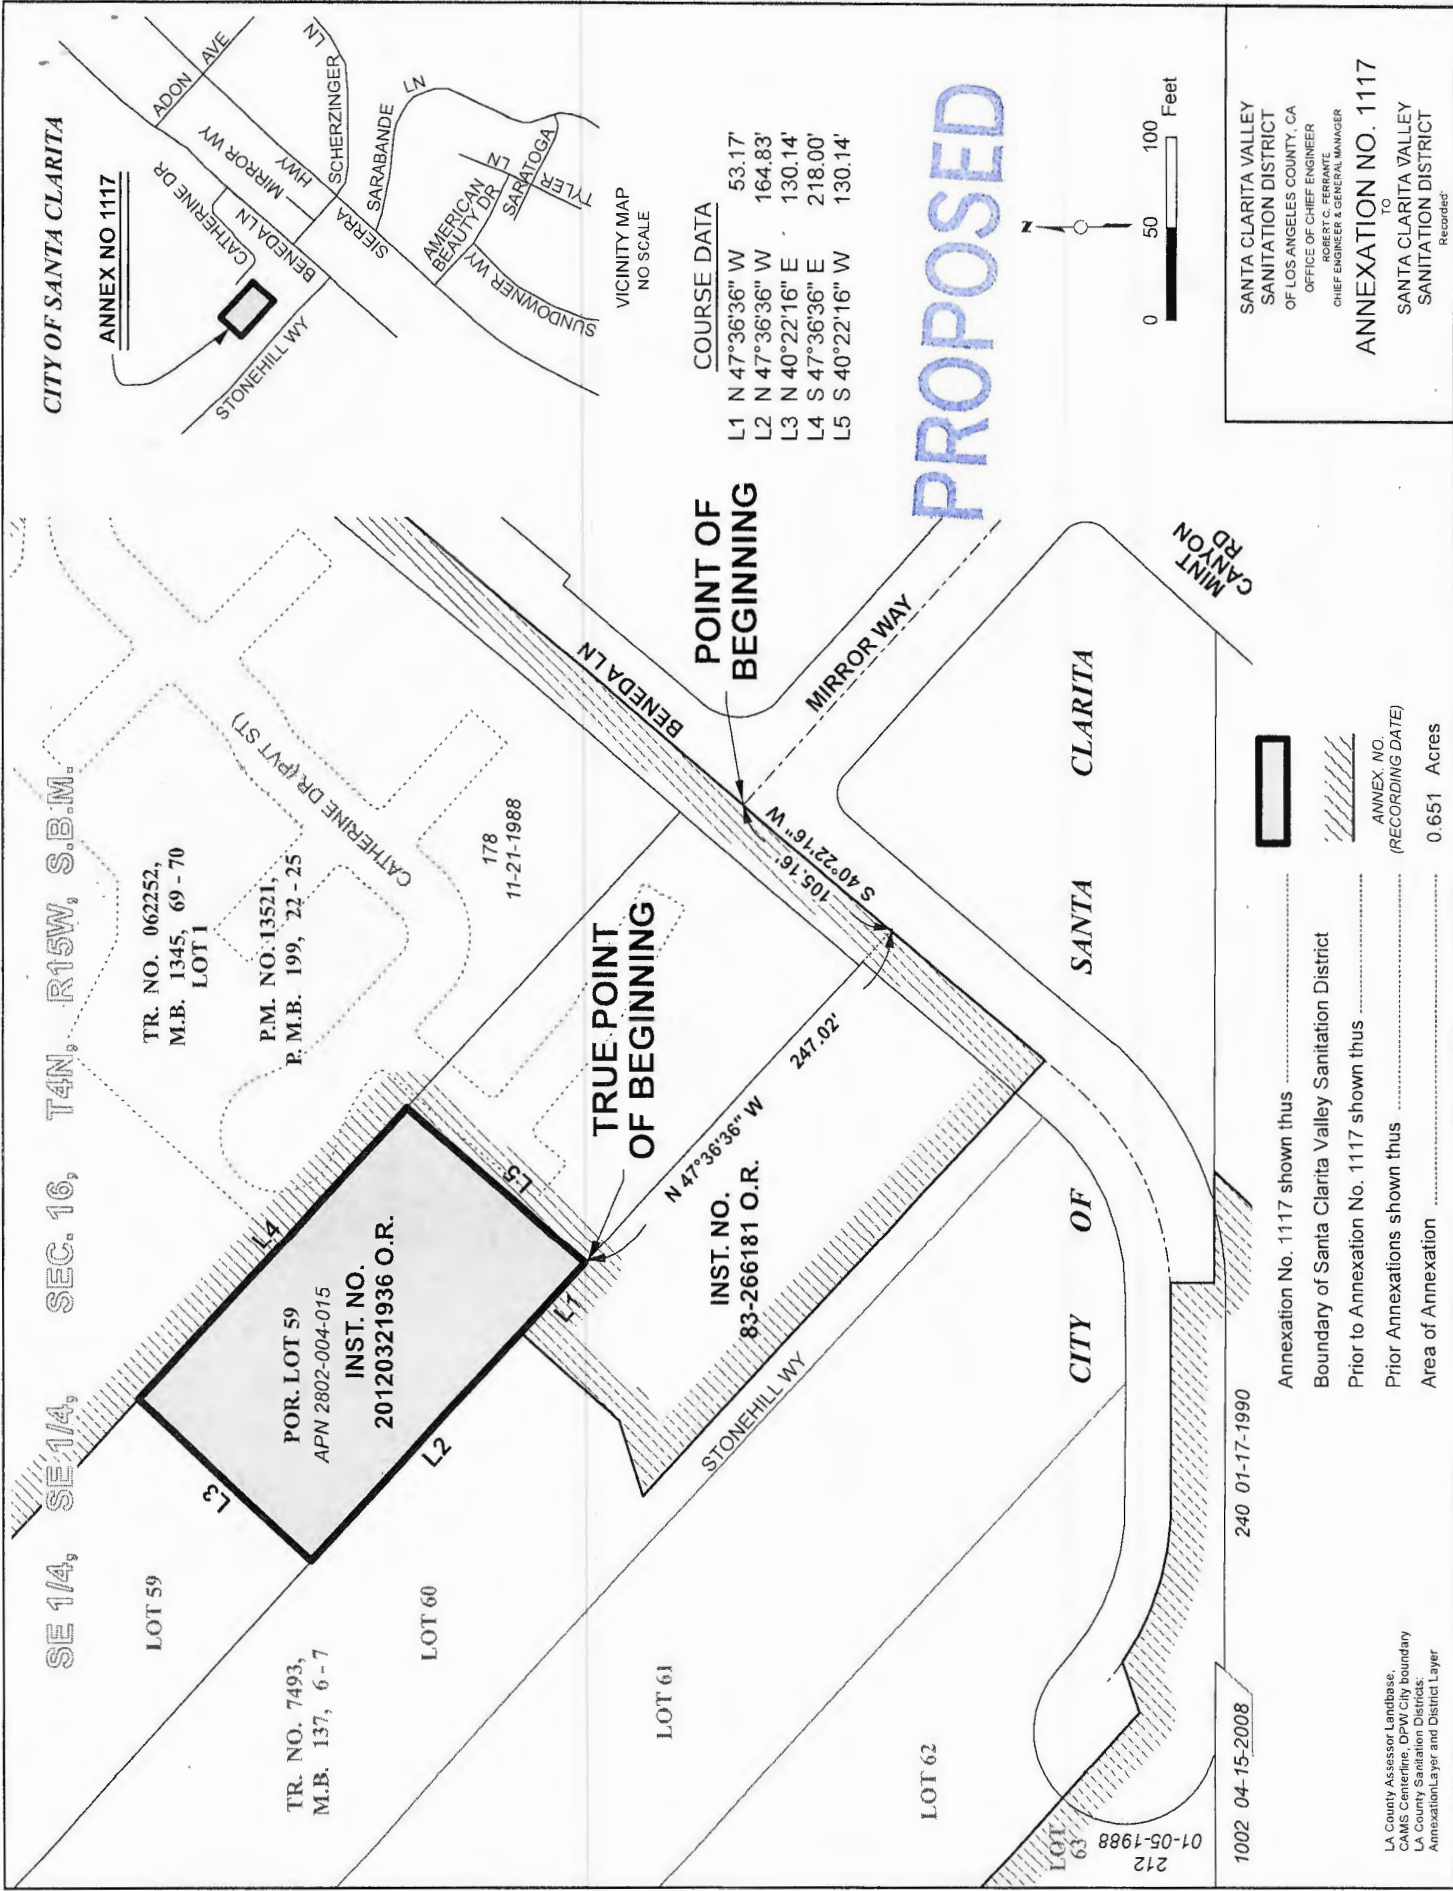 SE 1/4, SE 1/4, SEC. 16, T4N, R15W, S.B.M.
LOT 59
TR. NO. 7493,
M.B. 137, 6 - 7
LOT 60
LOT 61
LOT 62
LOT
63
212
01-05-1988
TR. NO. 062252,
M.B. 1345, 69 - 70
LOT 1
P.M. NO. 13521,
P. M.B. 199, 22 - 25
CATHERINE DR (PVT ST)
178
11-21-1988
POR. LOT 59
APN 2802-004-015
INST. NO.
20120321936 O.R.
L3
L4
L2
L5
L1
TRUE POINT
OF BEGINNING
INST. NO.
83-266181 O.R.
N 47°36'36" W
247.02'
105.16'
S 40°22'16" W
BENEDA LN
POINT OF
BEGINNING
MIRROR WAY
STONEHILL WY
CITY OF SANTA CLARITA
MINT
CANYON
RD
1002 04-15-2008
240 01-17-1990
CITY OF SANTA CLARITA
ANNEX NO 1117
ADON AVE
MIRROR WY
HWY
SCHERZINGER LN
CATHERINE DR
BENEDA LN
SIERRA
SARABANDE LN
STONEHILL WY
AMERICAN
BEAUTY DR
SARATOGA
TYLER LN
SUNDOWNER WY
VICINITY MAP
NO SCALE
COURSE DATA
L1 N 47°36'36" W 53.17'
L2 N 47°36'36" W 164.83'
L3 N 40°22'16" E 130.14'
L4 S 47°36'36" E 218.00'
L5 S 40°22'16" W 130.14'
PROPOSED
N
0 50 100
Feet
Annexation No. 1117 shown thus
Boundary of Santa Clarita Valley Sanitation District
Prior to Annexation No. 1117 shown thus
Prior Annexations shown thus
ANNEX. NO.
(RECORDING DATE)
Area of Annexation 0.651 Acres
LA County Assessor Landbase,
CAMS Centerline, DPW City boundary
LA County Sanitation Districts:
AnnexationLayer and District Layer
SANTA CLARITA VALLEY
SANITATION DISTRICT
OF LOS ANGELES COUNTY, CA
OFFICE OF CHIEF ENGINEER
ROBERT C. FERRANTE
CHIEF ENGINEER & GENERAL MANAGER
ANNEXATION NO. 1117
TO
SANTA CLARITA VALLEY
SANITATION DISTRICT
Recorded: